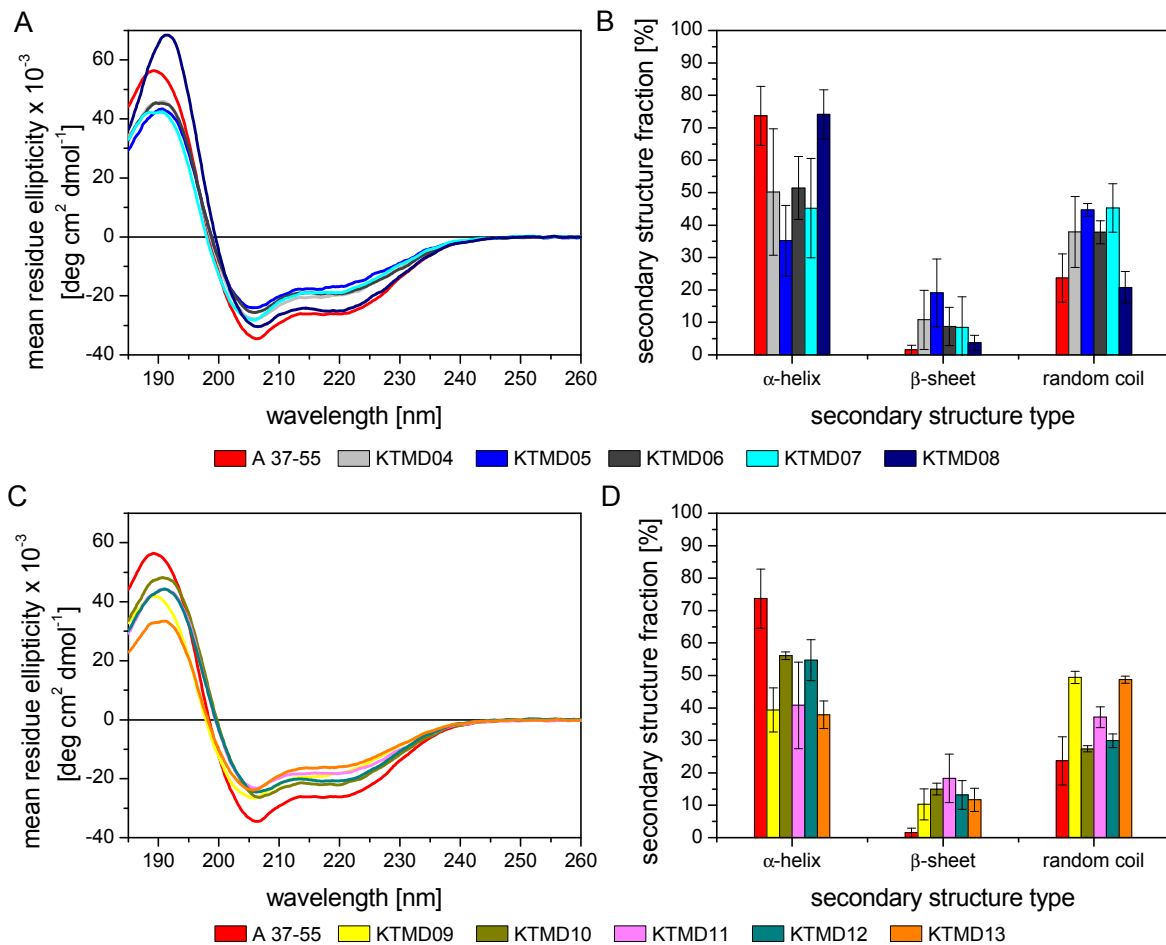 A
mean residue ellipticity x 10⁻³
[deg cm² dmol⁻¹]
60
40
20
0
-20
-40
190 200 210 220 230 240 250 260
wavelength [nm]
B
secondary structure fraction [%]
100
90
80
70
60
50
40
30
20
10
0
α-helix β-sheet random coil
secondary structure type
A 37-55 KTMD04 KTMD05 KTMD06 KTMD07 KTMD08
C
mean residue ellipticity x 10⁻³
[deg cm² dmol⁻¹]
60
40
20
0
-20
-40
190 200 210 220 230 240 250 260
wavelength [nm]
D
secondary structure fraction [%]
100
90
80
70
60
50
40
30
20
10
0
α-helix β-sheet random coil
secondary structure type
A 37-55 KTMD09 KTMD10 KTMD11 KTMD12 KTMD13